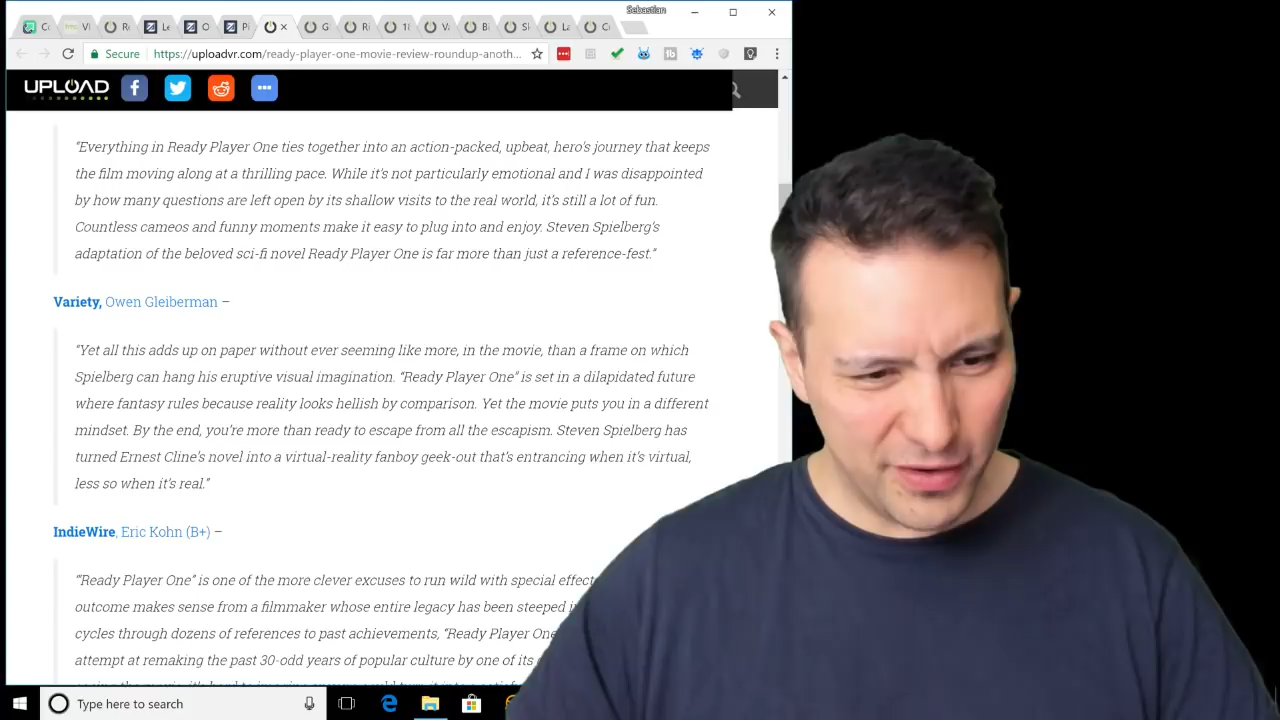 Sebastian
Secure
https://uploadvr.com/ready-player-one-movie-review-roundup-anoth...
UPLOAD
"Everything in Ready Player One ties together into an action-packed, upbeat, hero's journey that keeps
the film moving along at a thrilling pace. While it's not particularly emotional and I was disappointed
by how many questions are left open by its shallow visits to the real world, it's still a lot of fun.
Countless cameos and funny moments make it easy to plug into and enjoy. Steven Spielberg's
adaptation of the beloved sci-fi novel Ready Player One is far more than just a reference-fest."
Variety, Owen Gleiberman –
"Yet all this adds up on paper without ever seeming like more, in the movie, than a frame on which
Spielberg can hang his eruptive visual imagination. "Ready Player One" is set in a dilapidated future
where fantasy rules because reality looks hellish by comparison. Yet the movie puts you in a different
mindset. By the end, you're more than ready to escape from all the escapism. Steven Spielberg has
turned Ernest Cline's novel into a virtual-reality fanboy geek-out that's entrancing when it's virtual,
less so when it's real."
IndieWire, Eric Kohn (B+) –
"Ready Player One" is one of the more clever excuses to run wild with special
outcome makes sense from a filmmaker whose entire legacy has been steeped
cycles through dozens of references to past achievements, "Ready Player One
attempt at remaking the past 30-odd years of popular culture by one of its
Type here to search